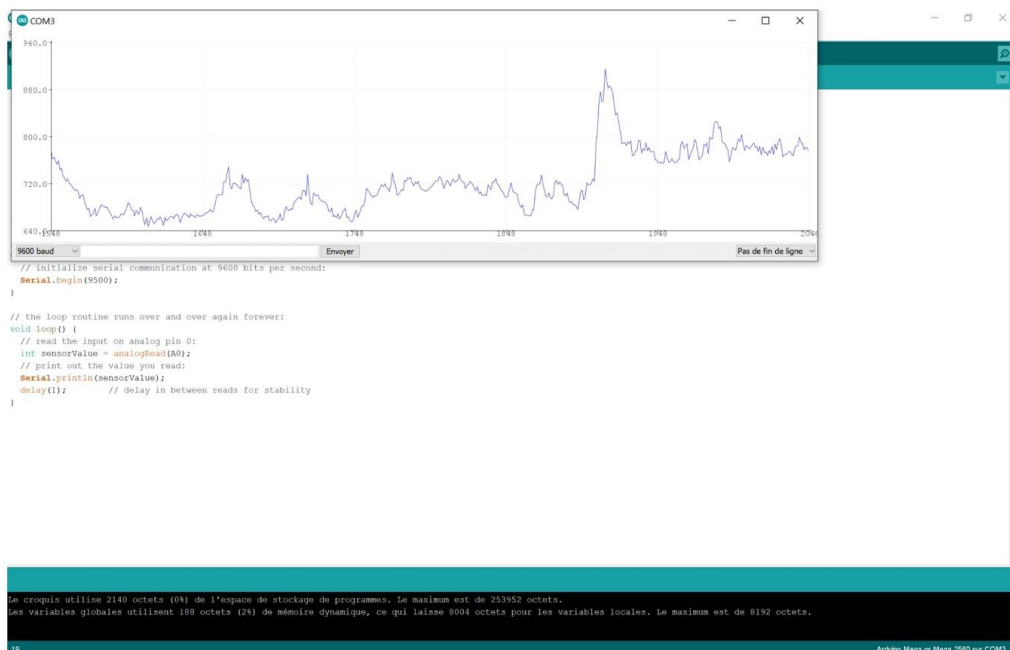 COM3
960.0
880.0
800.0
720.0
640.0
1648 1748 1848 1948 2048
9600 baud Envoyer Pas de fin de ligne
// initialize serial communication at 9600 bits per second:
Serial.begin(9500);
}
// the loop routine runs over and over again forever:
void loop() {
// read the input on analog pin 0:
int sensorValue = analogRead(A0);
// print out the value you read:
Serial.println(sensorValue);
delay(1); // delay in between reads for stability
}
Le croquis utilise 2140 octets (0%) de l'espace de stockage de programmes. Le maximum est de 253952 octets.
Les variables globales utilisent 188 octets (2%) de mémoire dynamique, ce qui laisse 8004 octets pour les variables locales. Le maximum est de 8192 octets.
19 Arduino Mega or Mega 2560 sur COM3